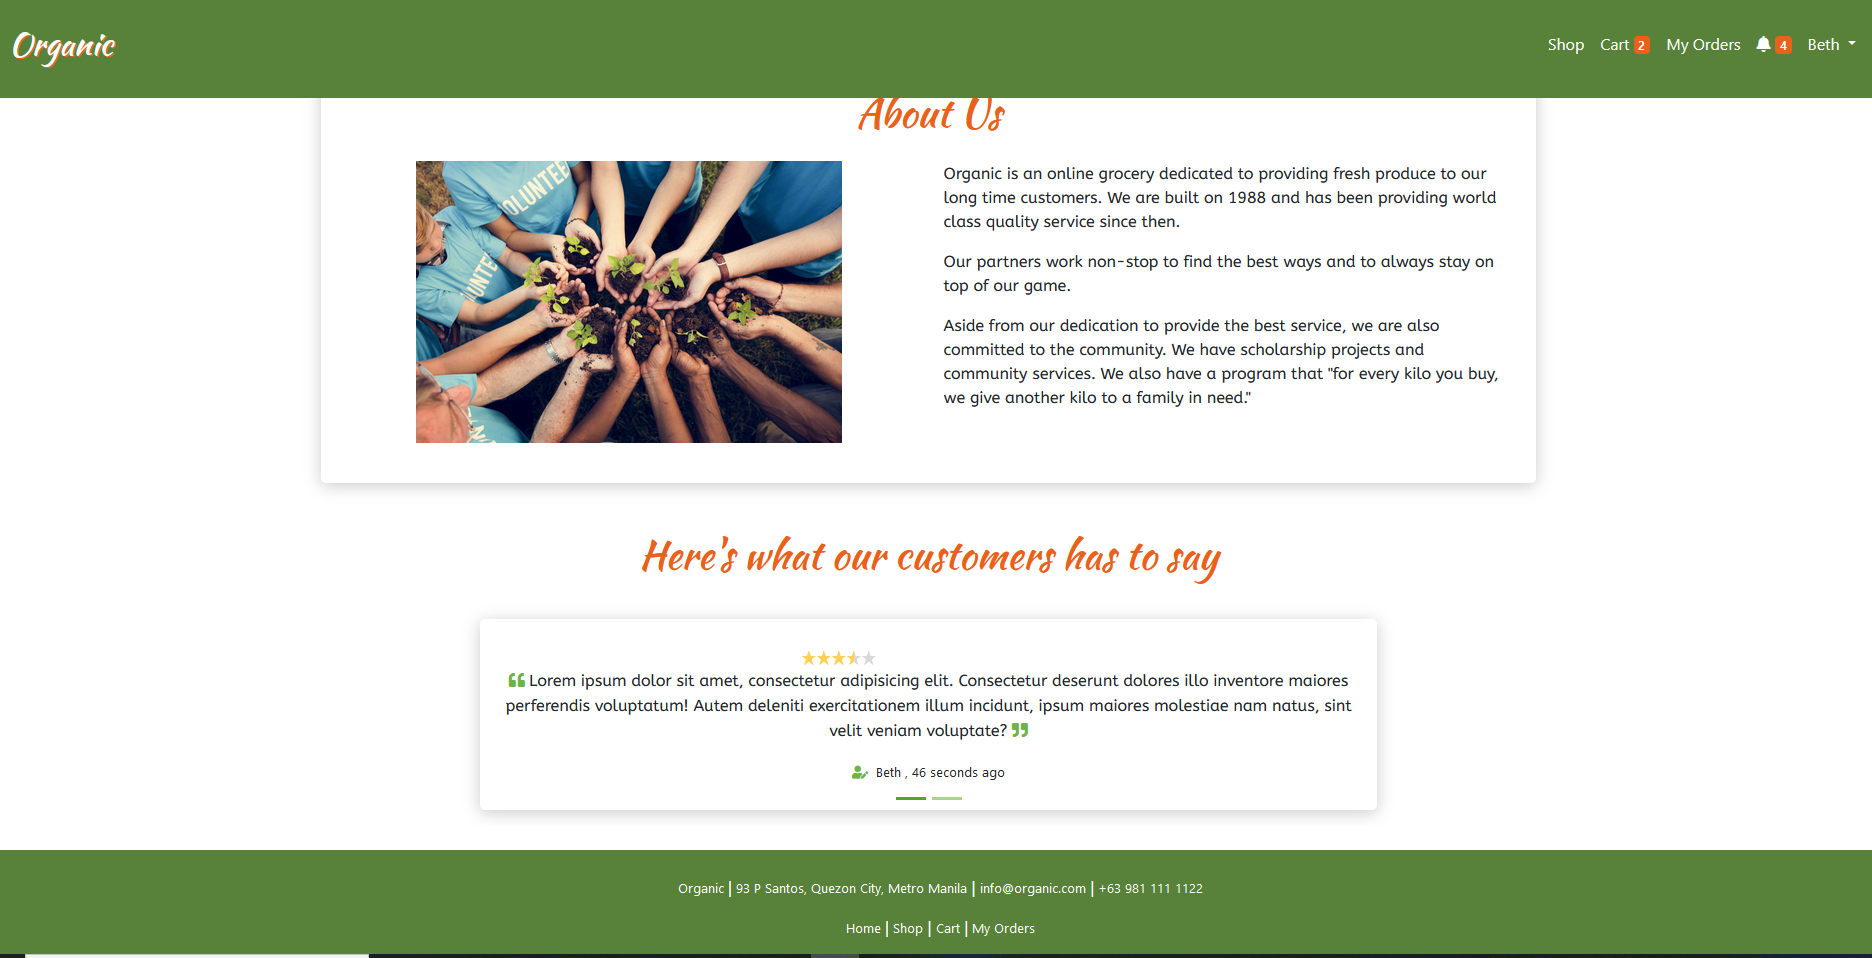 Organic
Shop Cart 2 My Orders 4 Beth
About Us
VOLUNTEE
UNTEE
Organic is an online grocery dedicated to providing fresh produce to our
long time customers. We are built on 1988 and has been providing world
class quality service since then.
Our partners work non-stop to find the best ways and to always stay on
top of our game.
Aside from our dedication to provide the best service, we are also
committed to the community. We have scholarship projects and
community services. We also have a program that "for every kilo you buy,
we give another kilo to a family in need."
Here's what our customers has to say
Lorem ipsum dolor sit amet, consectetur adipisicing elit. Consectetur deserunt dolores illo inventore maiores
perferendis voluptatum! Autem deleniti exercitationem illum incidunt, ipsum maiores molestiae nam natus, sint
velit veniam voluptate?
Beth , 46 seconds ago
Organic | 93 P Santos, Quezon City, Metro Manila | info@organic.com | +63 981 111 1122
Home | Shop | Cart | My Orders